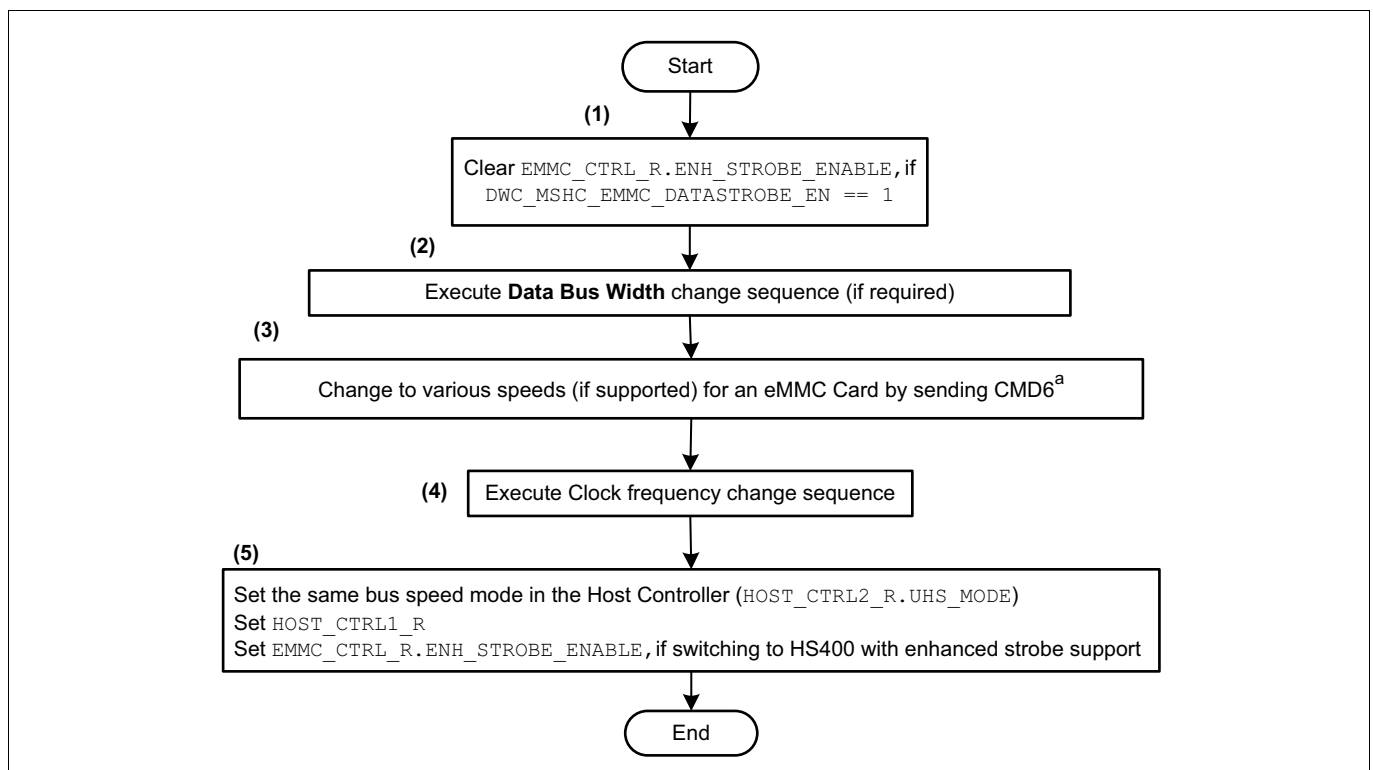 Start
(1)
Clear EMMC_CTRL_R.ENH_STROBE_ENABLE, if
DWC_MSHC_EMMC_DATASTROBE_EN == 1
(2)
Execute Data Bus Width change sequence (if required)
(3)
Change to various speeds (if supported) for an eMMC Card by sending CMD6a
(4)
Execute Clock frequency change sequence
(5)
Set the same bus speed mode in the Host Controller (HOST_CTRL2_R.UHS_MODE)
Set HOST_CTRL1_R
Set EMMC_CTRL_R.ENH_STROBE_ENABLE, if switching to HS400 with enhanced strobe support
End